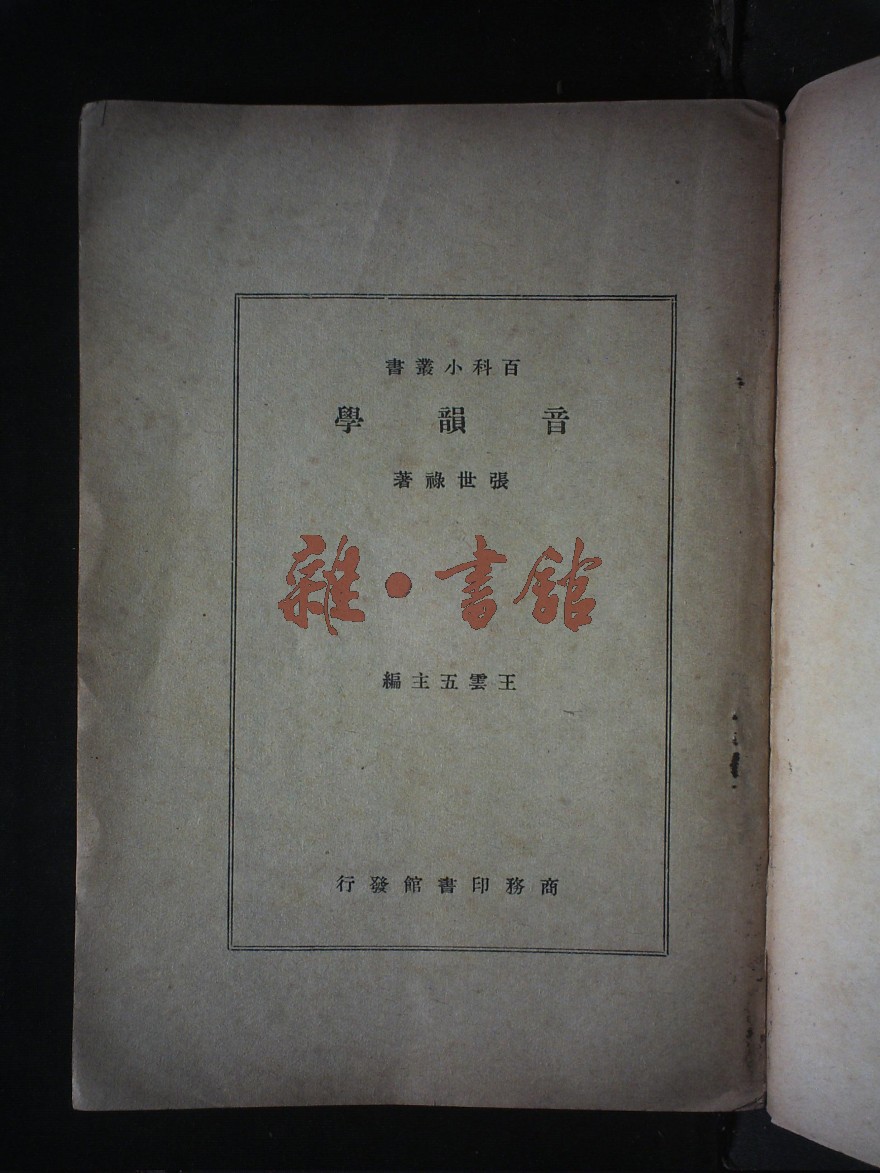 百科小叢書
音韻學
張世祿著
雜·書館
王雲五主編
商務印書館發行